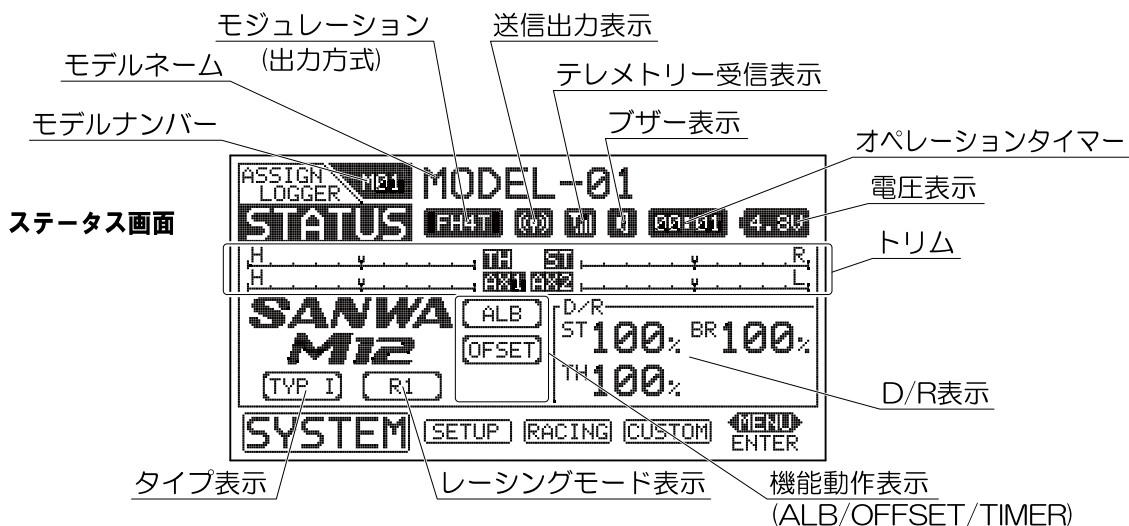 モジュレーション
(出力方式)
送信出力表示
モデルネーム
テレメトリー受信表示
モデルナンバー
ブザー表示
オペレーションタイマー
電圧表示
ステータス画面
トリム
ASSIGN
LOGGER
M01
MODEL-01
STATUS
FH4T
00:01
4.8V
H
TH
ST
R
H
AX1
AX2
L
SANWA
M12
ALB
OFSET
D/R
ST100%
BR100%
TH100%
TYP I
R1
D/R表示
SYSTEM
SETUP
RACING
CUSTOM
MENU
ENTER
タイプ表示
レーシングモード表示
機能動作表示
(ALB/OFFSET/TIMER)